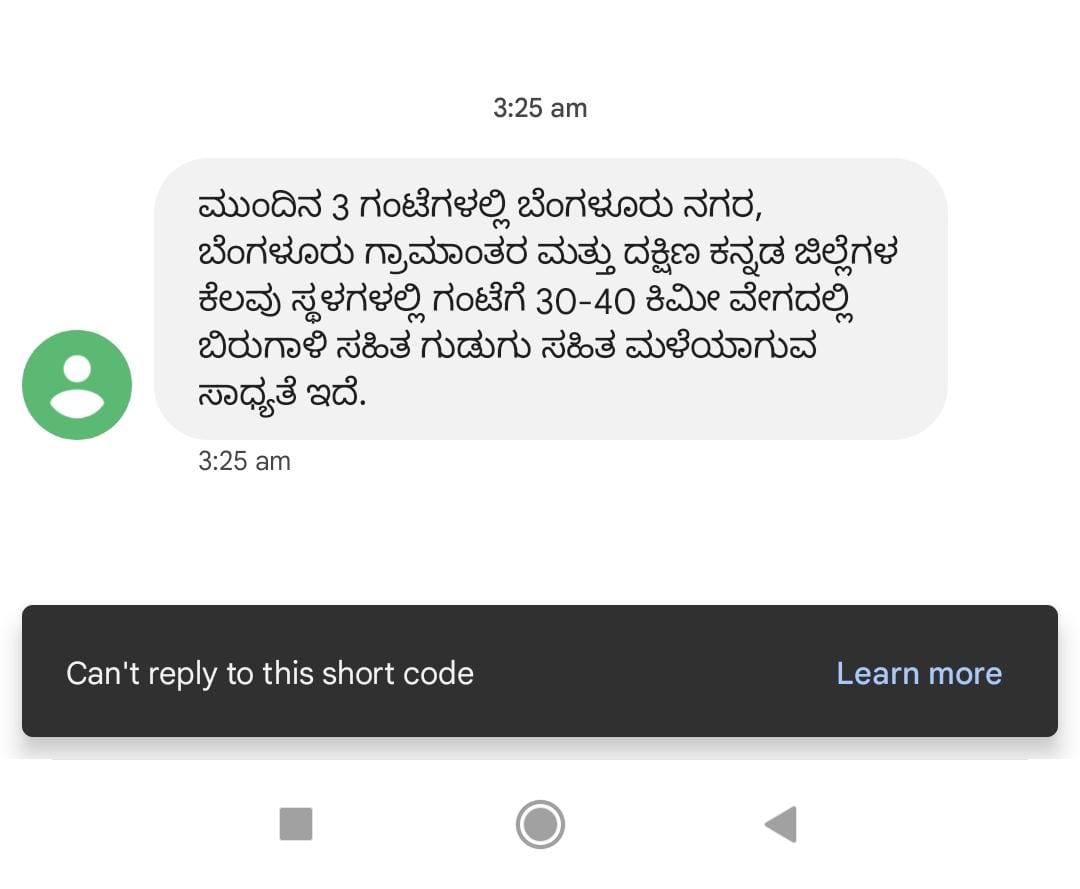 3:25 am
ಮುಂದಿನ 3 ಗಂಟೆಗಳಲ್ಲಿ ಬೆಂಗಳೂರು ನಗರ,
ಬೆಂಗಳೂರು ಗ್ರಾಮಾಂತರ ಮತ್ತು ದಕ್ಷಿಣ ಕನ್ನಡ ಜಿಲ್ಲೆಗಳ
ಕೆಲವು ಸ್ಥಳಗಳಲ್ಲಿ ಗಂಟೆಗೆ 30-40 ಕಿಮೀ ವೇಗದಲ್ಲಿ
ಬಿರುಗಾಳಿ ಸಹಿತ ಗುಡುಗು ಸಹಿತ ಮಳೆಯಾಗುವ
ಸಾಧ್ಯತೆ ಇದೆ.
3:25 am
Can't reply to this short code Learn more